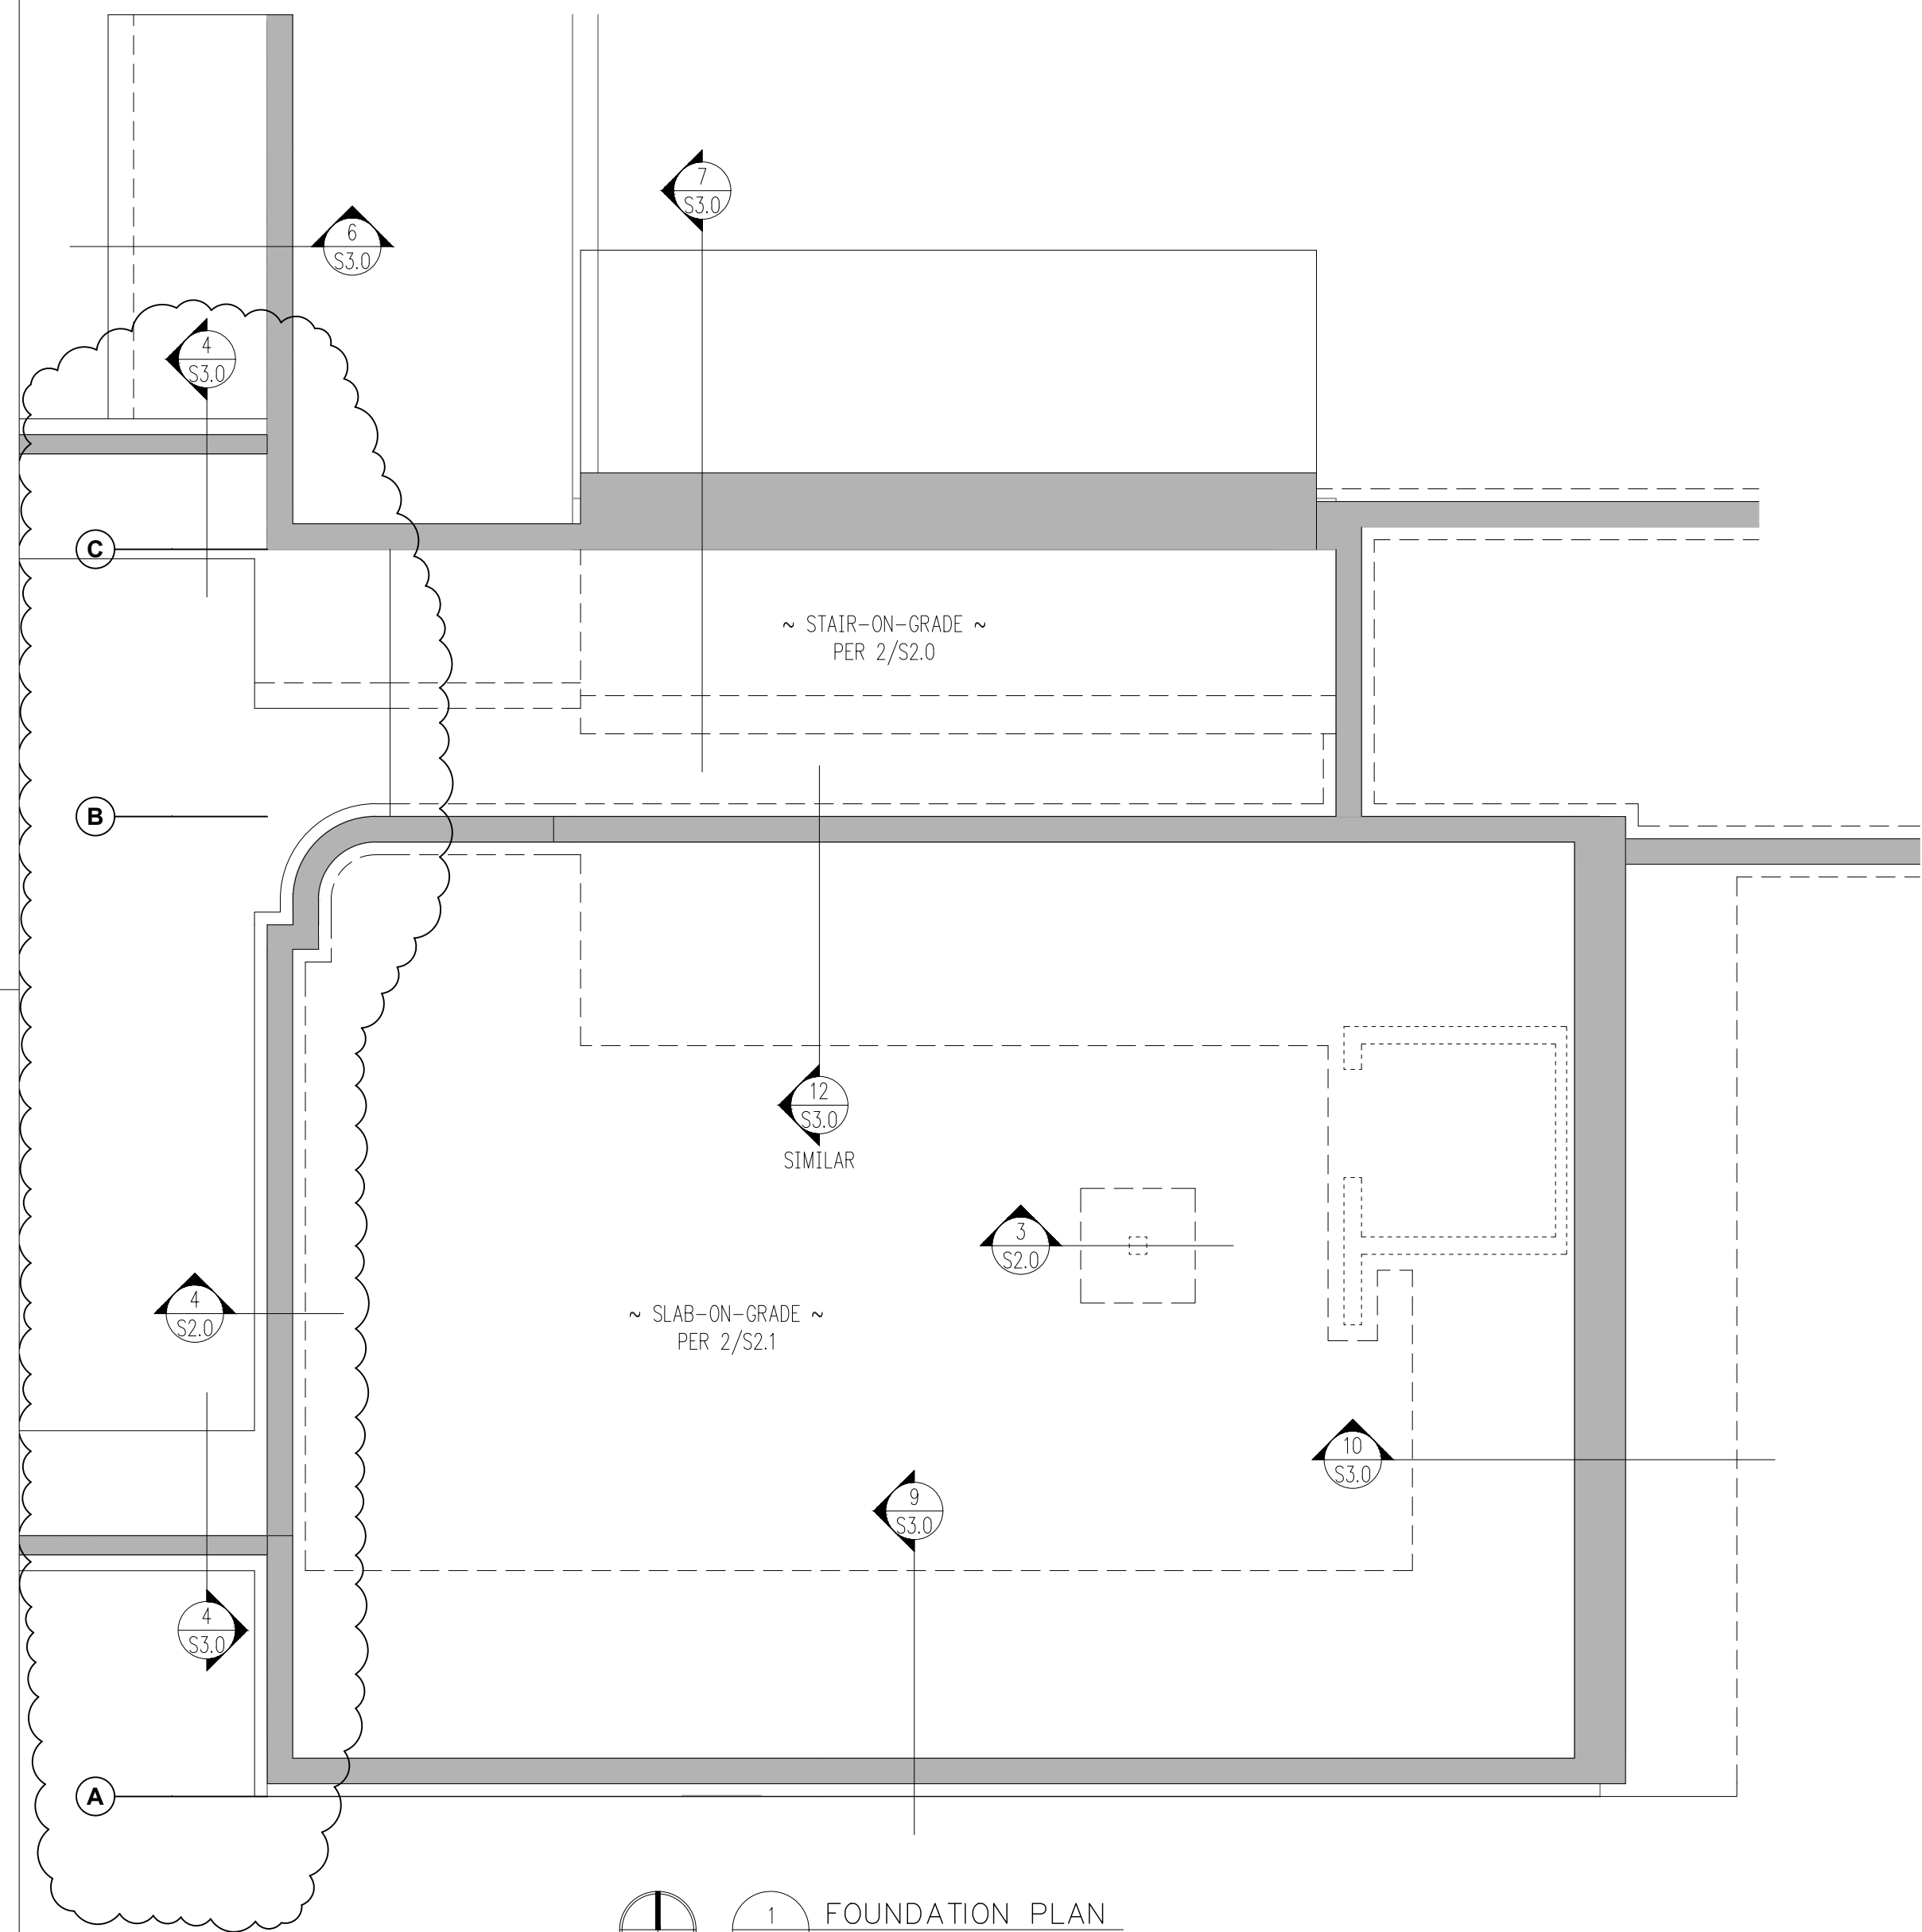 7
S3.0
6
S3.0
4
S3.0
C
~ STAIR-ON-GRADE ~
PER 2/S2.0
B
12
S3.0
SIMILAR
3
S2.0
4
S2.0
~ SLAB-ON-GRADE ~
PER 2/S2.1
10
S3.0
9
S3.0
4
S3.0
A
1
FOUNDATION PLAN